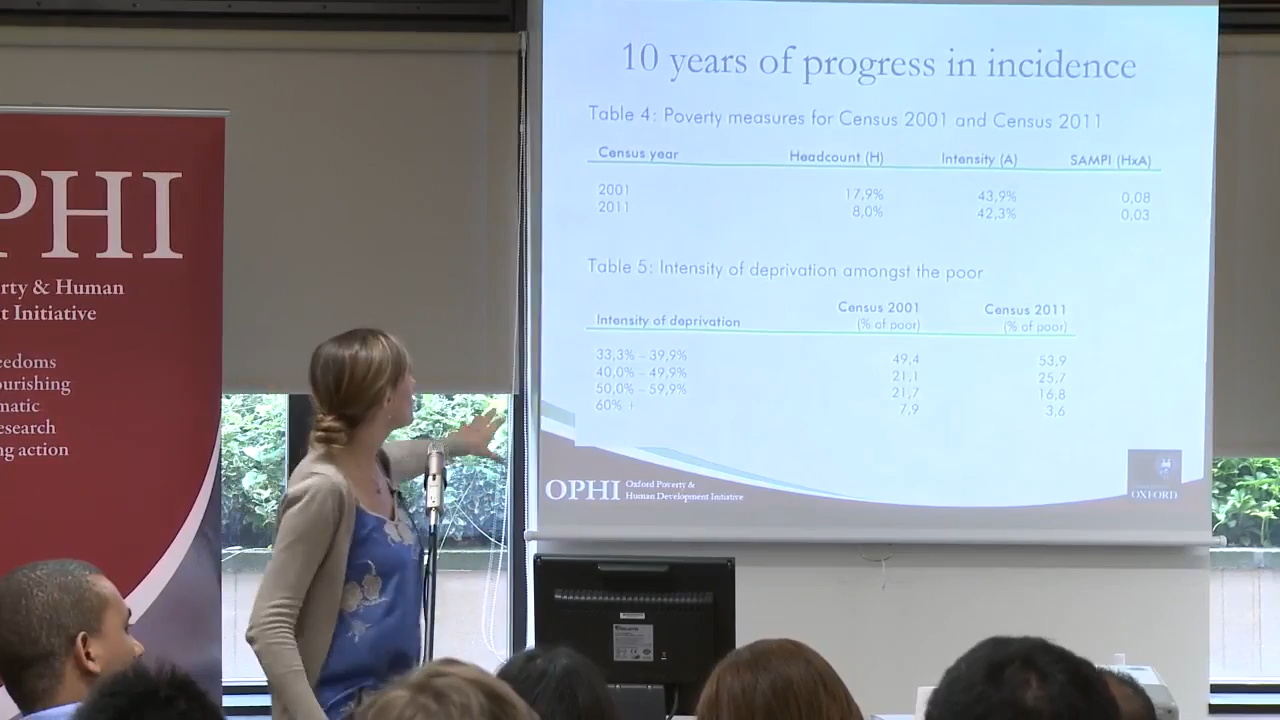 PHI
rty & Human
t Initiative
eedoms
ourishing
matic
esearch
ng action
10 years of progress in incidence
Table 4: Poverty measures for Census 2001 and Census 2011
Census year Headcount (H) Intensity (A) SAMPI (HxA)
2001 17,9% 43,9% 0,08
2011 8,0% 42,3% 0,03
Table 5: Intensity of deprivation amongst the poor
Intensity of deprivation Census 2001 (% of poor) Census 2011 (% of poor)
33,3% – 39,9% 49,4 53,9
40,0% – 49,9% 21,1 25,7
50,0% – 59,9% 21,7 16,8
60% + 7,9 3,6
OPHI Oxford Poverty &
Human Development Initiative
OXFORD